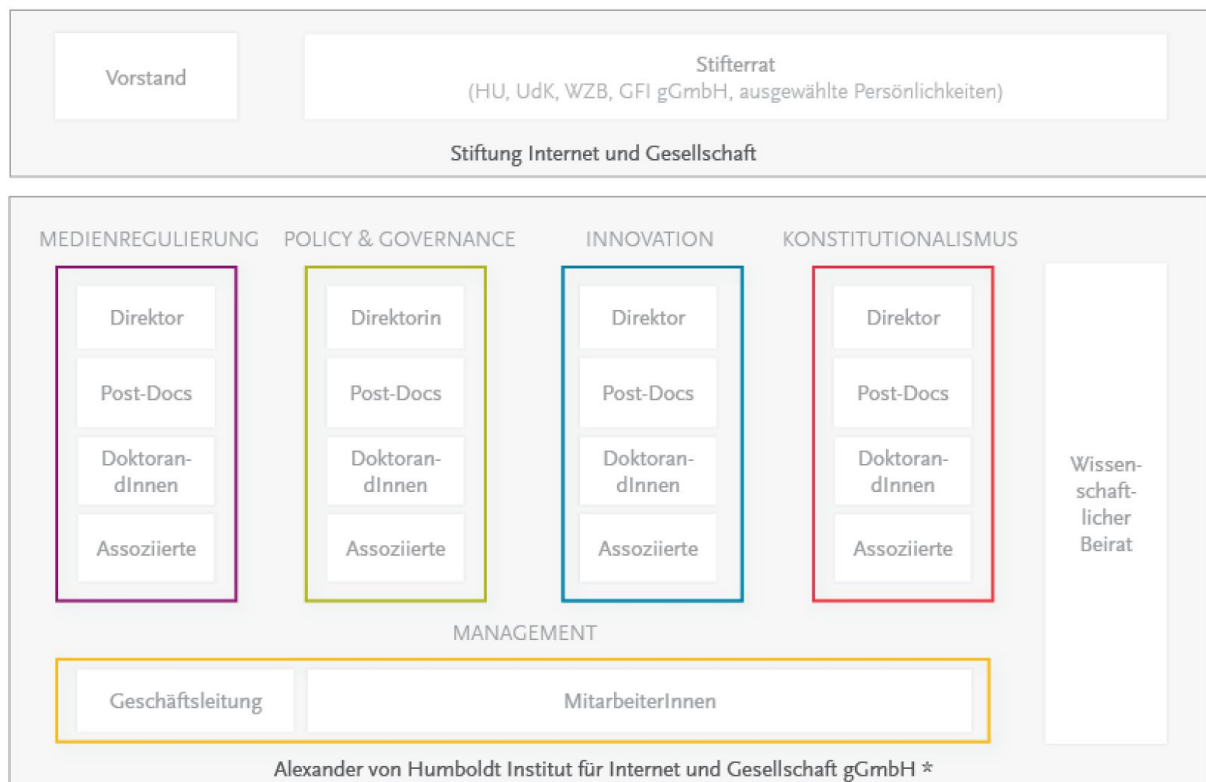 Vorstand
Stifterrat
(HU, UdK, WZB, GFI gGmbH, ausgewählte Persönlichkeiten)
Stiftung Internet und Gesellschaft
MEDIENREGULIERUNG
Direktor
Post-Docs
Doktoran-
dInnen
Assoziierte
POLICY & GOVERNANCE
Direktorin
Post-Docs
Doktoran-
dInnen
Assoziierte
INNOVATION
Direktor
Post-Docs
Doktoran-
dInnen
Assoziierte
KONSTITUTIONALISMUS
Direktor
Post-Docs
Doktoran-
dInnen
Assoziierte
Wissen-
schaft-
licher
Beirat
MANAGEMENT
Geschäftsleitung
MitarbeiterInnen
Alexander von Humboldt Institut für Internet und Gesellschaft gGmbH *